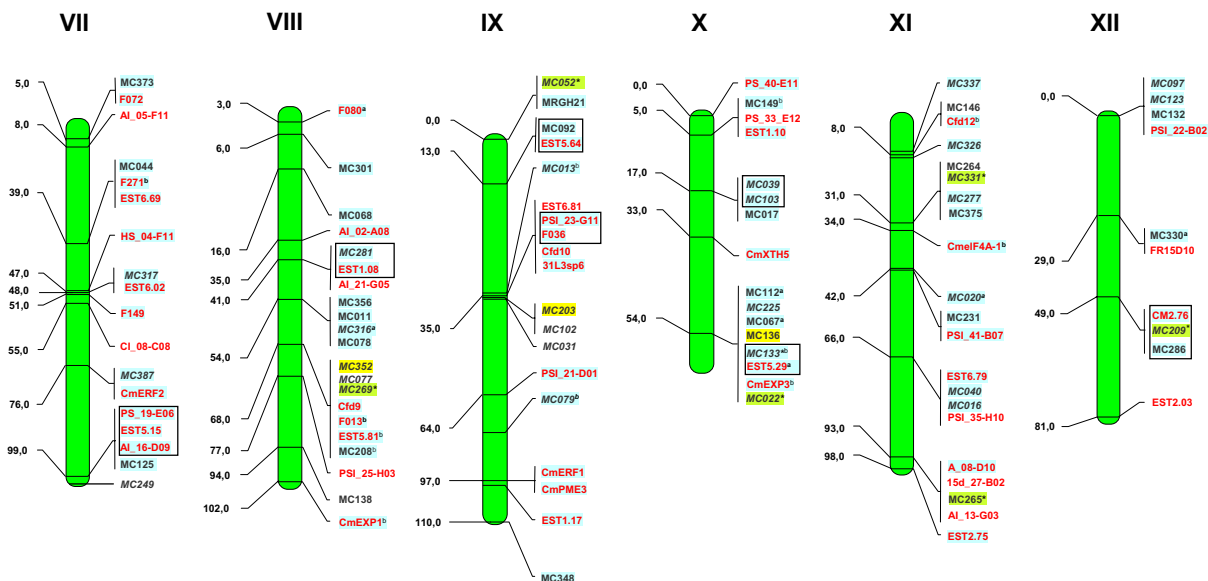 VII
5,0
8,0
39,0
47,0
48,0
51,0
55,0
76,0
99,0
MC373
F072
AI_05-F11
MC044
F271ᵇ
EST6.69
HS_04-F11
MC317
EST6.02
F149
CI_08-C08
MC387
CmERF2
PS_19-E06
EST5.15
AI_16-D09
MC125
MC249
VIII
3,0
6,0
16,0
35,0
41,0
54,0
68,0
77,0
94,0
102,0
F080ᵃ
MC301
MC068
AI_02-A08
MC281
EST1.08
AI_21-G05
MC356
MC011
MC316ᵃ
MC078
MC352
MC077
MC269*
Cfd9
F013ᵇ
EST5.81ᵇ
MC208ᵇ
PSI_25-H03
MC138
CmEXP1ᵇ
IX
0,0
13,0
35,0
64,0
97,0
110,0
MC052*
MRGH21
MC092
EST5.64
MC013ᵇ
EST6.81
PSI_23-G11
F036
Cfd10
31L3sp6
MC203
MC102
MC031
PSI_21-D01
MC079ᵇ
CmERF1
CmPME3
EST1.17
MC348
X
0,0
5,0
17,0
33,0
54,0
PS_40-E11
MC149ᵇ
PS_33_E12
EST1.10
MC039
MC103
MC017
CmXTH5
MC112ᵃ
MC225
MC067ᵃ
MC136
MC133ᵃᵇ
EST5.29ᵃ
CmEXP3ᵇ
MC022*
XI
8,0
31,0
34,0
42,0
66,0
93,0
98,0
MC337
MC146
Cfd12ᵇ
MC326
MC264
MC331*
MC277
MC375
CmeIF4A-1ᵇ
MC020ᵃ
MC231
PSI_41-B07
EST6.79
MC040
MC016
PSI_35-H10
A_08-D10
15d_27-B02
MC265*
AI_13-G03
EST2.75
XII
0,0
29,0
49,0
81,0
MC097
MC123
MC132
PSI_22-B02
MC330ᵃ
FR15D10
CM2.76
MC209*
MC286
EST2.03